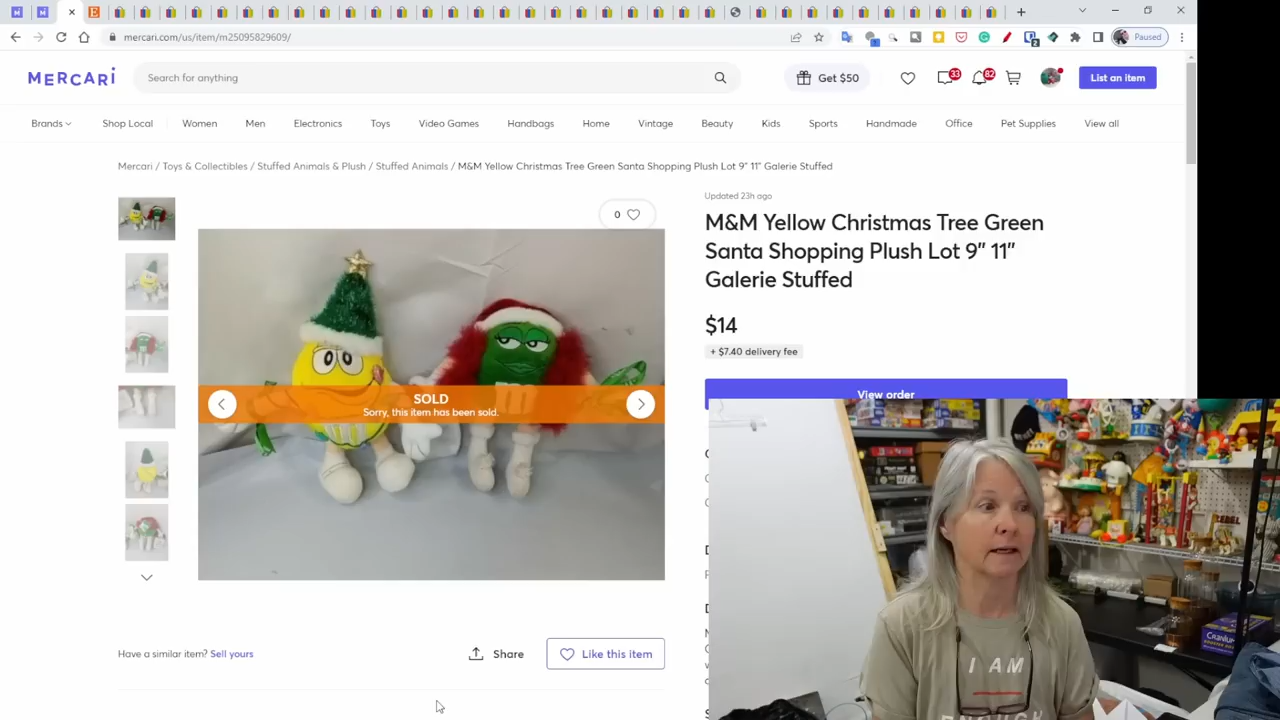 Paused
mercari.com/us/item/m25095829609/
MERCARI
Search for anything
Get $50
33
82
List an item
Brands
Shop Local
Women
Men
Electronics
Toys
Video Games
Handbags
Home
Vintage
Beauty
Kids
Sports
Handmade
Office
Pet Supplies
View all
Mercari / Toys & Collectibles / Stuffed Animals & Plush / Stuffed Animals / M&M Yellow Christmas Tree Green Santa Shopping Plush Lot 9" 11" Galerie Stuffed
0
Updated 23h ago
M&M Yellow Christmas Tree Green
Santa Shopping Plush Lot 9" 11"
Galerie Stuffed
$14
+ $7.40 delivery fee
View order
SOLD
Sorry, this item has been sold.
Have a similar item? Sell yours
Share
Like this item
I AM
CRANIUM